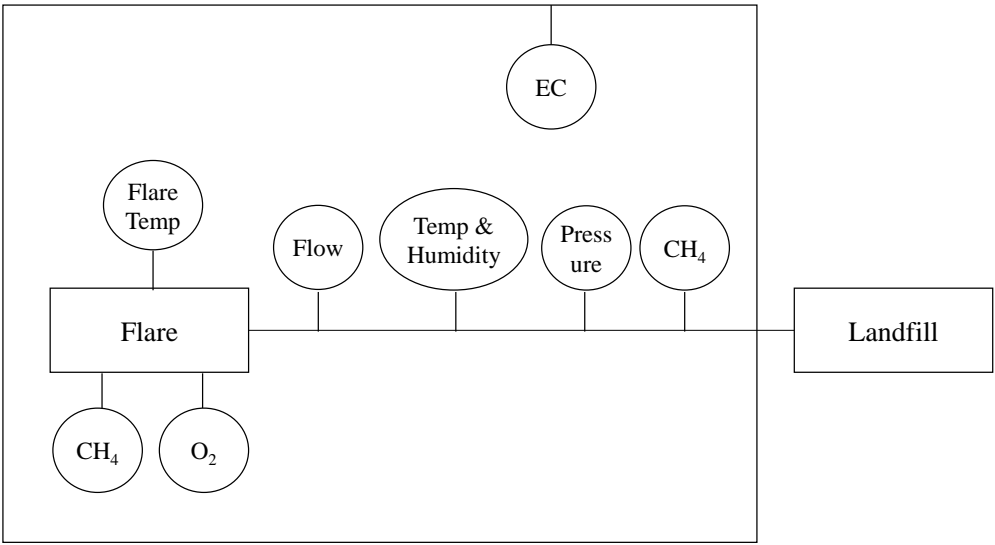 EC
Flare
Temp
Flow
Temp &
Humidity
Press
ure
CH₄
Flare
Landfill
CH₄
O₂